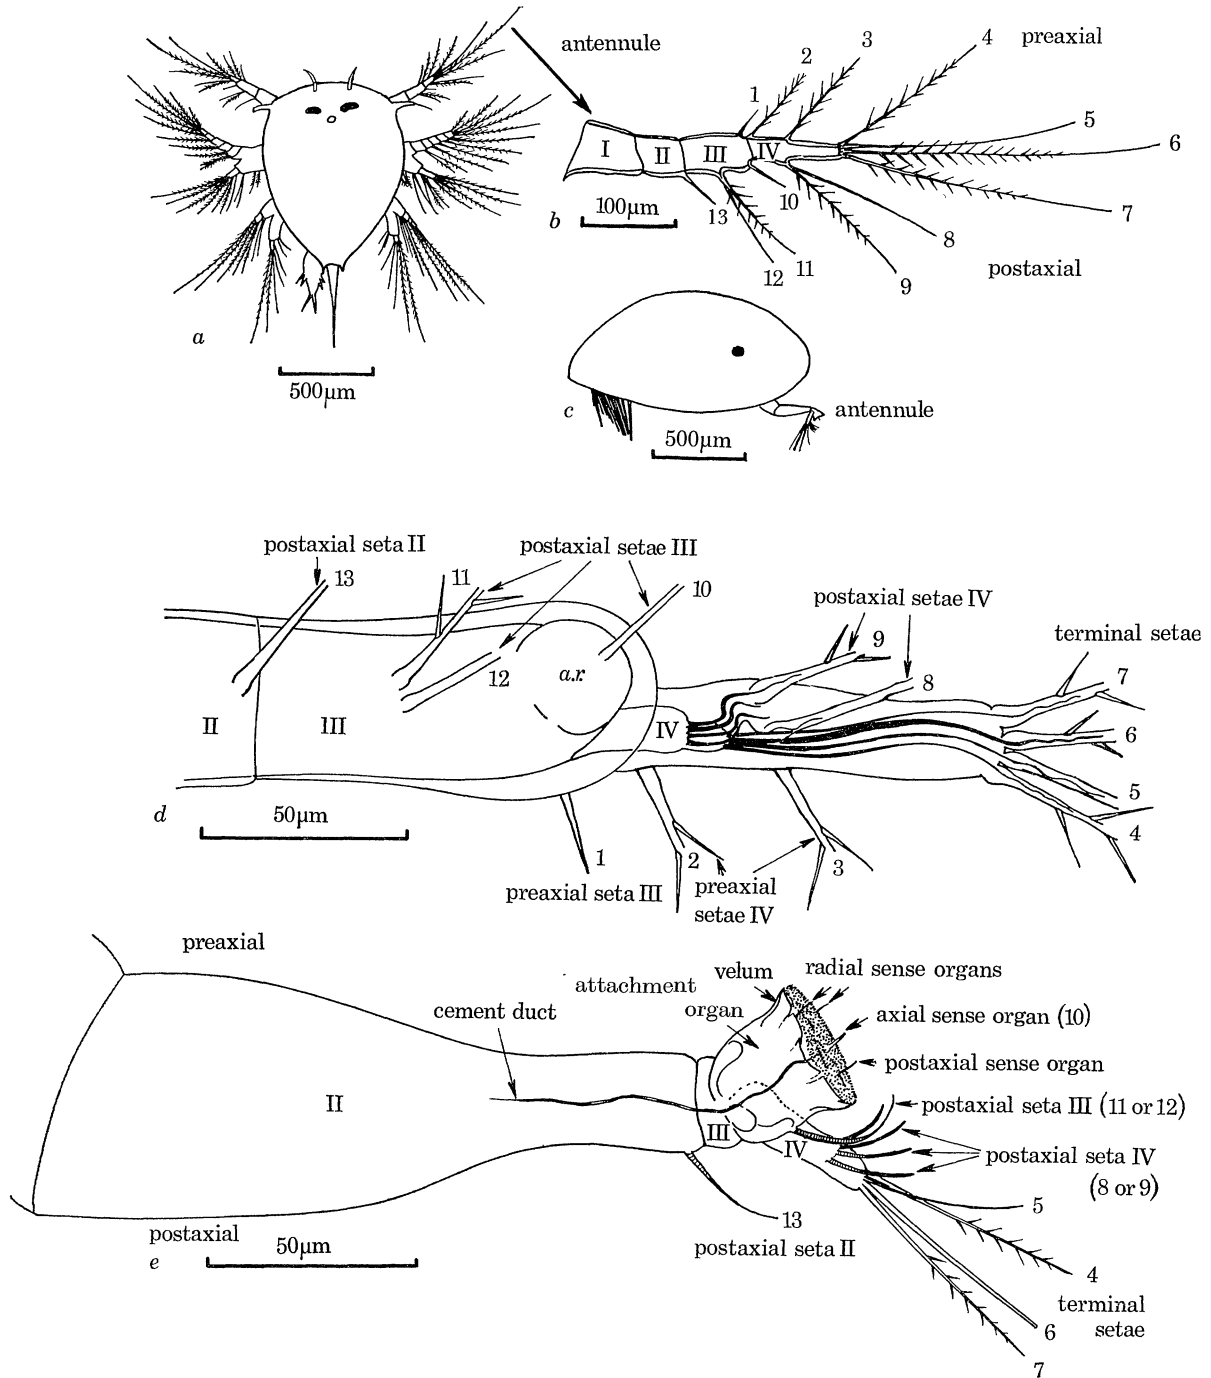 antennule
1
2
3
4
preaxial
5
6
7
8
9
10
11
12
13
postaxial
I
II
III
IV
100µm
b
a
500µm
c
antennule
500µm
postaxial seta II
13
11
postaxial setae III
10
12
a.r.
postaxial setae IV
9
8
terminal setae
7
6
5
4
II
III
IV
d
50µm
1
preaxial seta III
2
preaxial
setae IV
3
preaxial
attachment
organ
velum
radial sense organs
cement duct
axial sense organ (10)
postaxial sense organ
postaxial seta III (11 or 12)
II
III
IV
postaxial seta IV
(8 or 9)
5
13
postaxial seta II
4
terminal
setae
6
7
postaxial
e
50µm